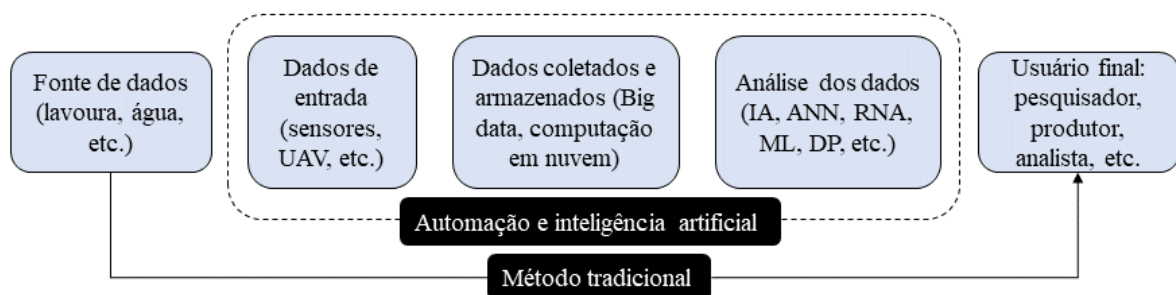 Fonte de dados
(lavoura, água,
etc.)
Dados de
entrada
(sensores,
UAV, etc.)
Dados coletados e
armazenados (Big
data, computação
em nuvem)
Análise dos dados
(IA, ANN, RNA,
ML, DP, etc.)
Usuário final:
pesquisador,
produtor,
analista, etc.
Automação e inteligência artificial
Método tradicional